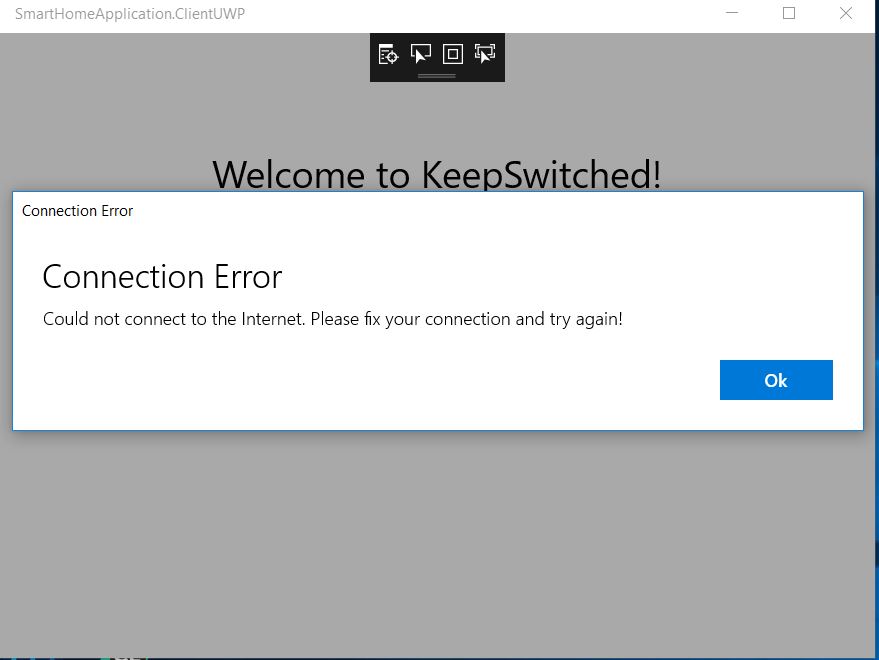 SmartHomeApplication.ClientUWP
Welcome to KeepSwitched!
Connection Error
Connection Error
Could not connect to the Internet. Please fix your connection and try again!
Ok